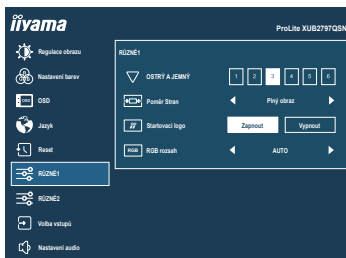 iiyama
ProLite XUB2797QSN
Regulace obrazu
Nastavení barev
OSD
OSD
Jazyk
Reset
RŮZNÉ1
RŮZNÉ2
Volba vstupů
Nastavení audio
RŮZNÉ1
OSTRÝ A JEMNÝ
1 2 3 4 5 6
Poměr Stran
Plný obraz
Startovací logo
Zapnout Vypnout
RGB
RGB rozsah
AUTO